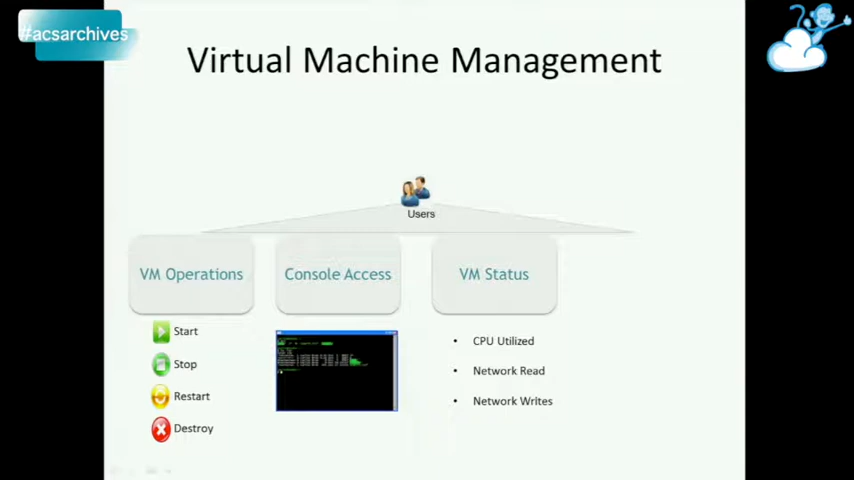 #acsarchives
Virtual Machine Management
Users
VM Operations
Console Access
VM Status
Start
Stop
Restart
Destroy
• CPU Utilized
• Network Read
• Network Writes